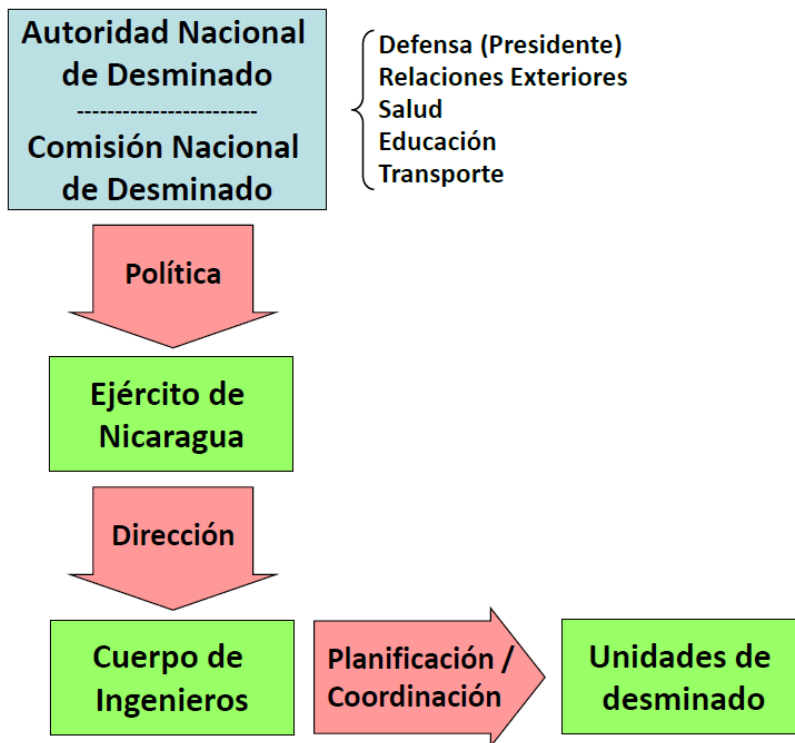 Autoridad Nacional
de Desminado
------------------------
Comisión Nacional
de Desminado
Defensa (Presidente)
Relaciones Exteriores
Salud
Educación
Transporte
Política
Ejército de
Nicaragua
Dirección
Cuerpo de
Ingenieros
Planificación /
Coordinación
Unidades de
desminado